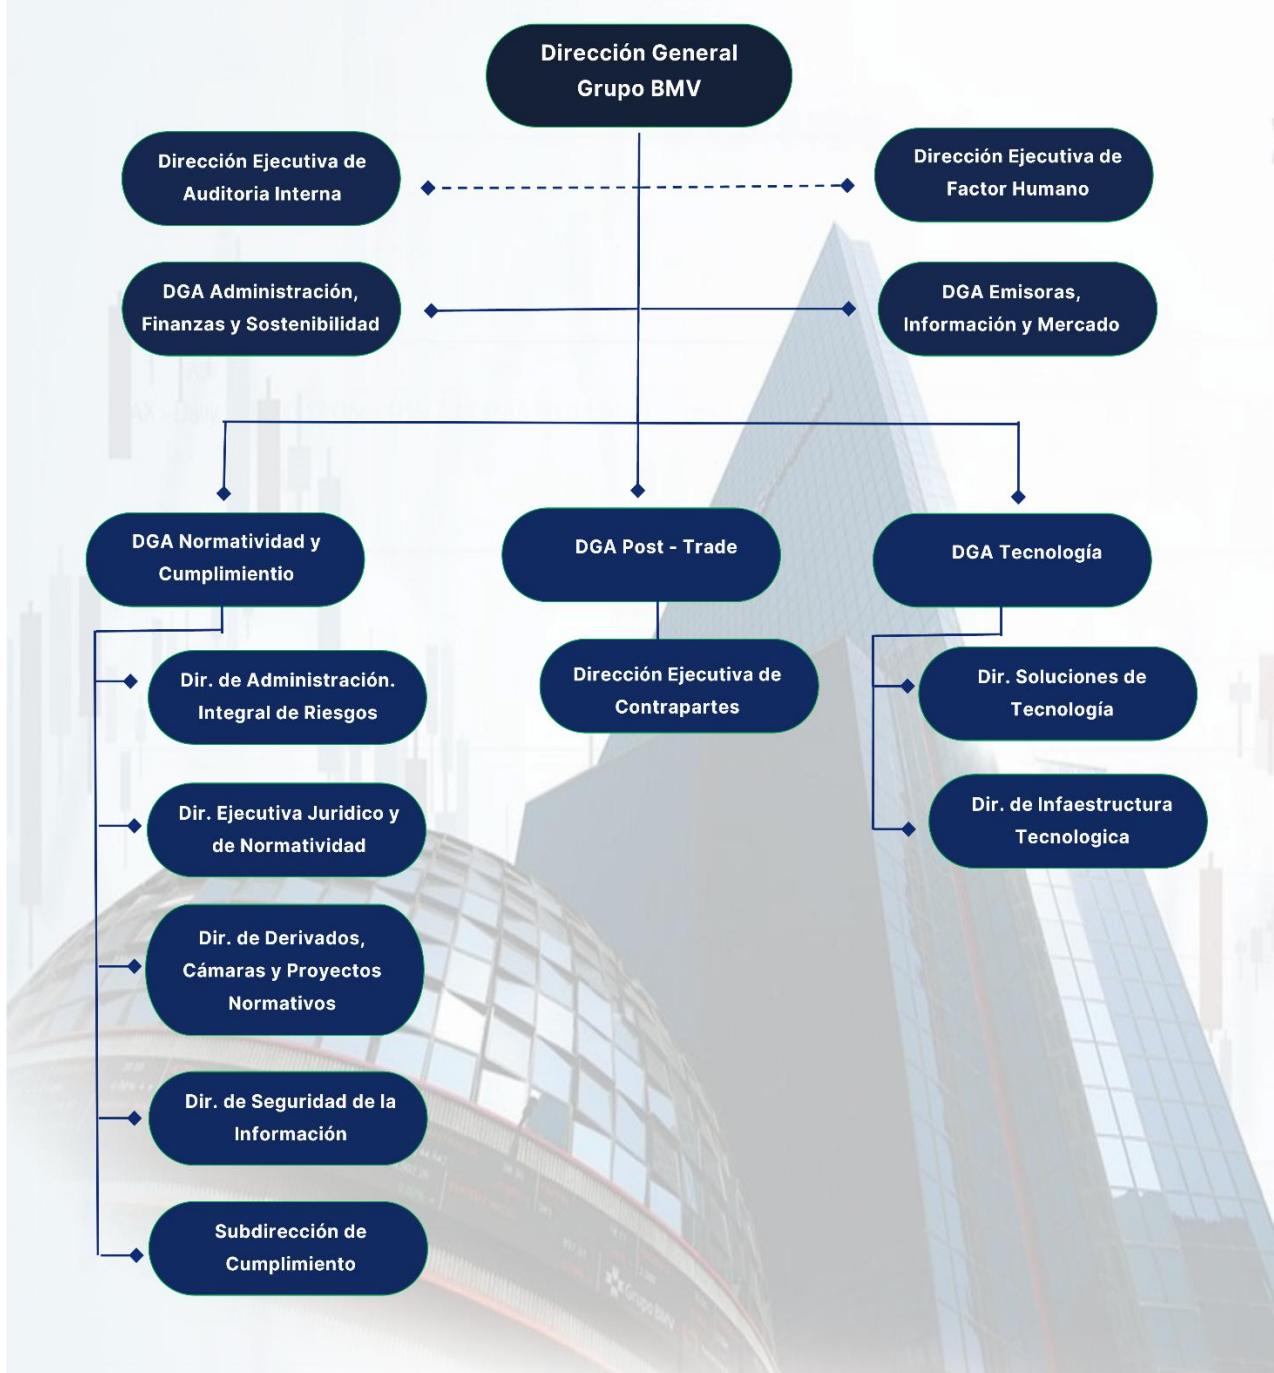 Dirección General
Grupo BMV
Dirección Ejecutiva de
Auditoria Interna
Dirección Ejecutiva de
Factor Humano
DGA Administración,
Finanzas y Sostenibilidad
DGA Emisoras,
Información y Mercado
DGA Normatividad y
Cumplimientio
DGA Post - Trade
DGA Tecnología
Dir. de Administración.
Integral de Riesgos
Dirección Ejecutiva de
Contrapartes
Dir. Soluciones de
Tecnología
Dir. Ejecutiva Juridico y
de Normatividad
Dir. de Infaestructura
Tecnologica
Dir. de Derivados,
Cámaras y Proyectos
Normativos
Dir. de Seguridad de la
Información
Subdirección de
Cumplimiento
Grupo BMV